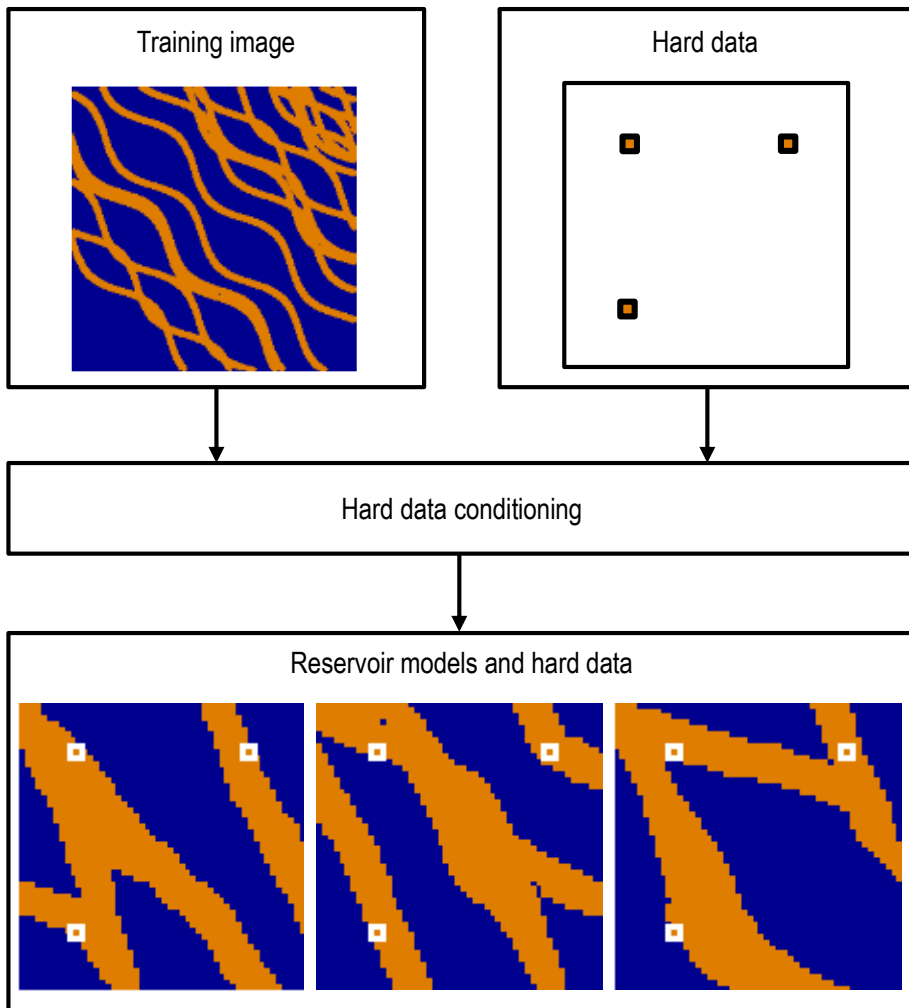 Training image
Hard data
Hard data conditioning
Reservoir models and hard data